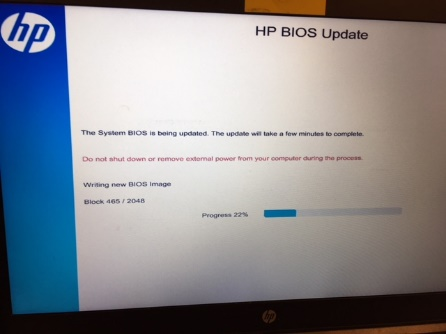 hp
HP BIOS Update
The System BIOS is being updated. The update will take a few minutes to complete.
Do not shut down or remove external power from your computer during the process.
Writing new BIOS Image
Block 465 / 2048
Progress 22%
hp